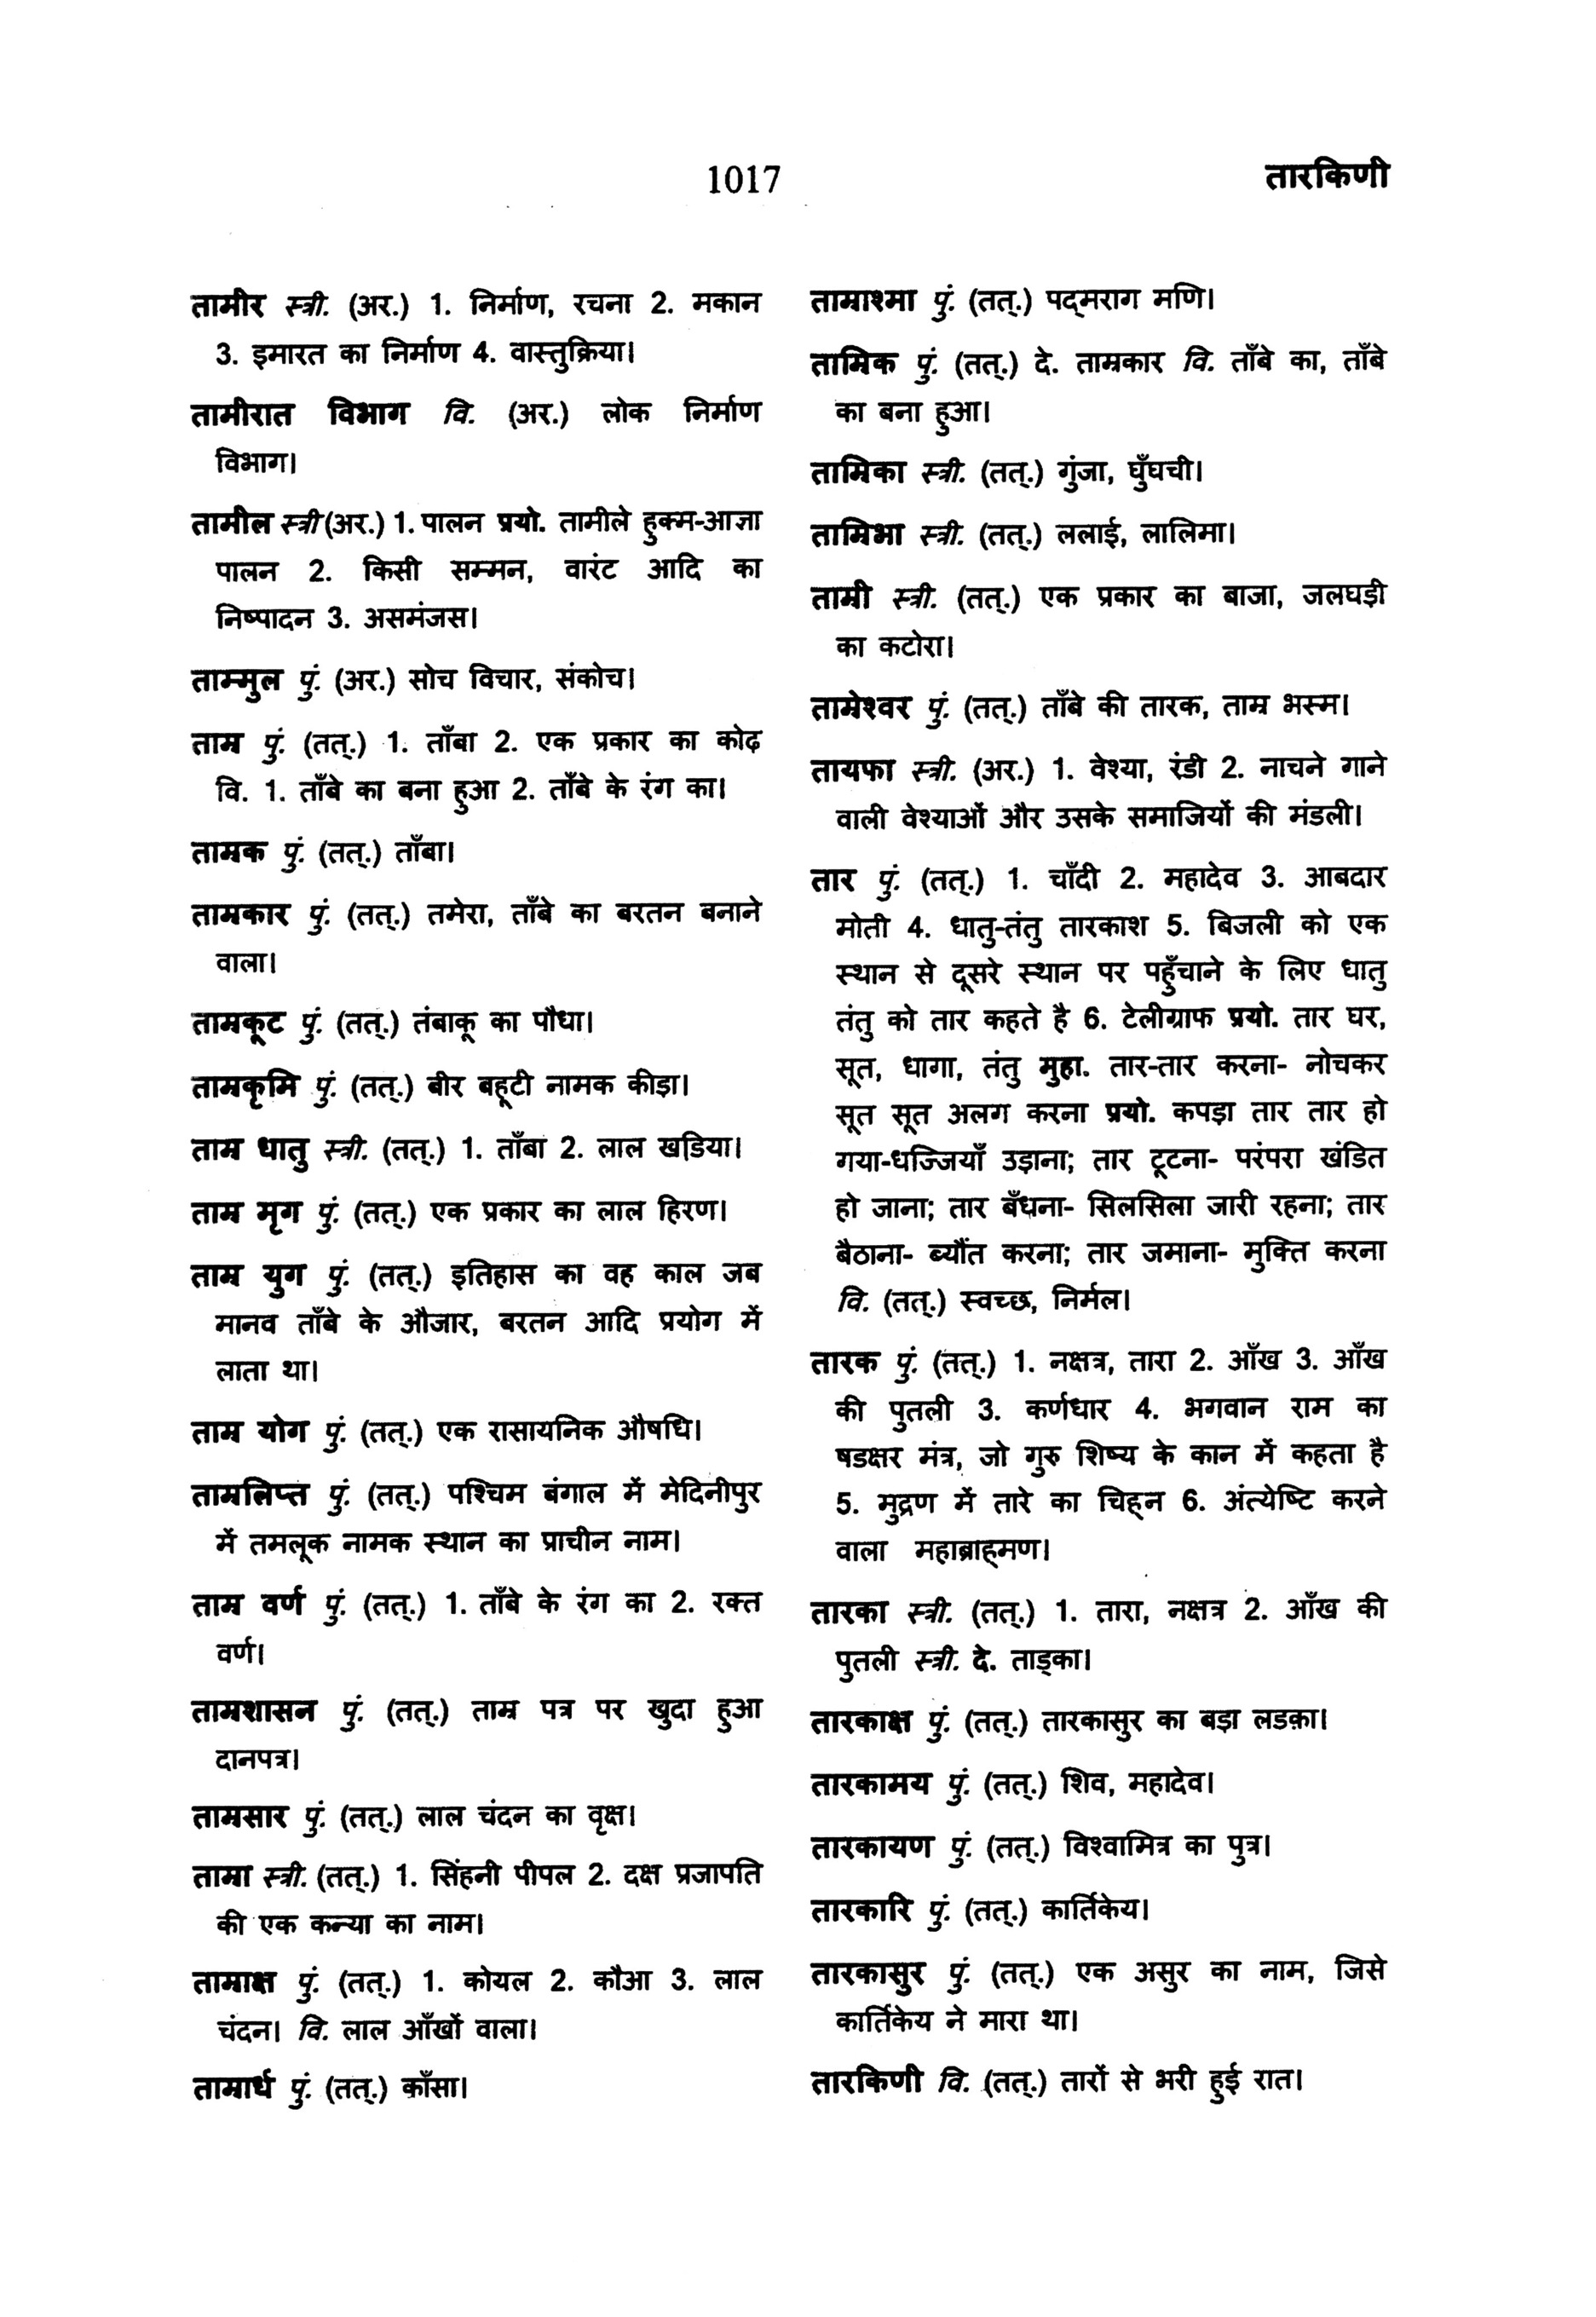 1017
तारकिणी
तामीर स्त्री. (अर.) 1. निर्माण, रचना 2. मकान
3. इमारत का निर्माण 4. वास्तुक्रिया।
तामीरात विभाग वि. (अर.) लोक निर्माण
विभाग।
तामील स्त्री(अर.) 1. पालन प्रयो. तामीले हुक्म-आज्ञा
पालन 2. किसी सम्मन, वारंट आदि का
निष्पादन 3. असमंजस।
ताम्मुल पुं. (अर.) सोच विचार, संकोच।
ताम्र पुं. (तत्.) 1. ताँबा 2. एक प्रकार का कोढ़
वि. 1. ताँबे का बना हुआ 2. ताँबे के रंग का।
ताम्रक पुं. (तत्.) ताँबा।
ताम्रकार पुं. (तत्.) तमेरा, ताँबे का बरतन बनाने
वाला।
ताम्रकूट पुं. (तत्.) तंबाकू का पौधा।
ताम्रकृमि पुं. (तत्.) बीर बहूटी नामक कीड़ा।
ताम्र धातु स्त्री. (तत्.) 1. ताँबा 2. लाल खडि़या।
ताम्र मृग पुं. (तत्.) एक प्रकार का लाल हिरण।
ताम्र युग पुं. (तत्.) इतिहास का वह काल जब
मानव ताँबे के औजार, बरतन आदि प्रयोग में
लाता था।
ताम्र योग पुं. (तत्.) एक रासायनिक औषधि।
ताम्रलिप्त पुं. (तत्.) पश्चिम बंगाल में मेदिनीपुर
में तमलूक नामक स्थान का प्राचीन नाम।
ताम्र वर्ण पुं. (तत्.) 1. ताँबे के रंग का 2. रक्त
वर्ण।
ताम्रशासन पुं. (तत्.) ताम्र पत्र पर खुदा हुआ
दानपत्र।
ताम्रसार पुं. (तत्.) लाल चंदन का वृक्ष।
ताम्रा स्त्री. (तत्.) 1. सिंहनी पीपल 2. दक्ष प्रजापति
की एक कन्या का नाम।
ताम्राक्ष पुं. (तत्.) 1. कोयल 2. कौआ 3. लाल
चंदन। वि. लाल आँखों वाला।
ताम्रार्ध पुं. (तत्.) काँसा।
ताम्राश्मा पुं. (तत्.) पद्मराग मणि।
ताम्रिक पुं. (तत्.) दे. ताम्रकार वि. ताँबे का, ताँबे
का बना हुआ।
ताम्रिका स्त्री. (तत्.) गुंजा, घुँघची।
ताम्रिभा स्त्री. (तत्.) ललाई, लालिमा।
ताम्री स्त्री. (तत्.) एक प्रकार का बाजा, जलघड़ी
का कटोरा।
ताम्रेश्वर पुं. (तत्.) ताँबे की तारक, ताम्र भस्म।
तायफा स्त्री. (अर.) 1. वेश्या, रंडी 2. नाचने गाने
वाली वेश्याओं और उसके समाजियों की मंडली।
तार पुं. (तत्.) 1. चाँदी 2. महादेव 3. आबदार
मोती 4. धातु-तंतु तारकाश 5. बिजली को एक
स्थान से दूसरे स्थान पर पहुँचाने के लिए धातु
तंतु को तार कहते है 6. टेलीग्राफ प्रयो. तार घर,
सूत, धागा, तंतु मुहा. तार-तार करना- नोचकर
सूत सूत अलग करना प्रयो. कपड़ा तार तार हो
गया-धज्जियाँ उड़ाना; तार टूटना- परंपरा खंडित
हो जाना; तार बँधना- सिलसिला जारी रहना; तार
बैठाना- ब्यौंत करना; तार जमाना- मुक्ति करना
वि. (तत्.) स्वच्छ, निर्मल।
तारक पुं. (तत्.) 1. नक्षत्र, तारा 2. आँख 3. आँख
की पुतली 3. कर्णधार 4. भगवान राम का
षडक्षर मंत्र, जो गुरु शिष्य के कान में कहता है
5. मुद्रण में तारे का चिह्न 6. अंत्येष्टि करने
वाला महाब्राह्मण।
तारका स्त्री. (तत्.) 1. तारा, नक्षत्र 2. आँख की
पुतली स्त्री. दे. ताड्का।
तारकाक्ष पुं. (तत्.) तारकासुर का बड़ा लडक़ा।
तारकामय पुं. (तत्.) शिव, महादेव।
तारकायण पुं. (तत्.) विश्वामित्र का पुत्र।
तारकारि पुं. (तत्.) कार्तिकेय।
तारकासुर पुं. (तत्.) एक असुर का नाम, जिसे
कार्तिकेय ने मारा था।
तारकिणी वि. (तत्.) तारों से भरी हुई रात।